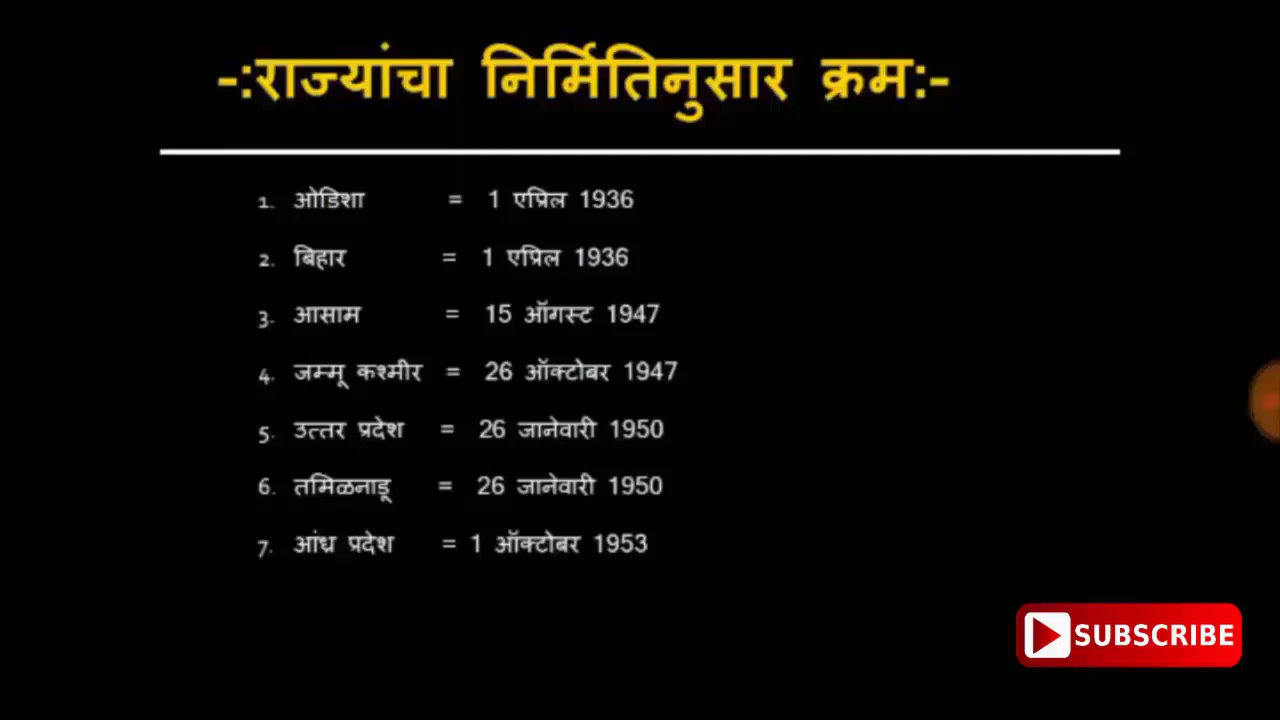 -:राज्यांचा निर्मितिनुसार क्रम:-
1. ओडिशा = 1 एप्रिल 1936
2. बिहार = 1 एप्रिल 1936
3. आसाम = 15 ऑगस्ट 1947
4. जम्मू कश्मीर = 26 ऑक्टोबर 1947
5. उत्तर प्रदेश = 26 जानेवारी 1950
6. तमिळनाडू = 26 जानेवारी 1950
7. आंध्र प्रदेश = 1 ऑक्टोबर 1953
SUBSCRIBE